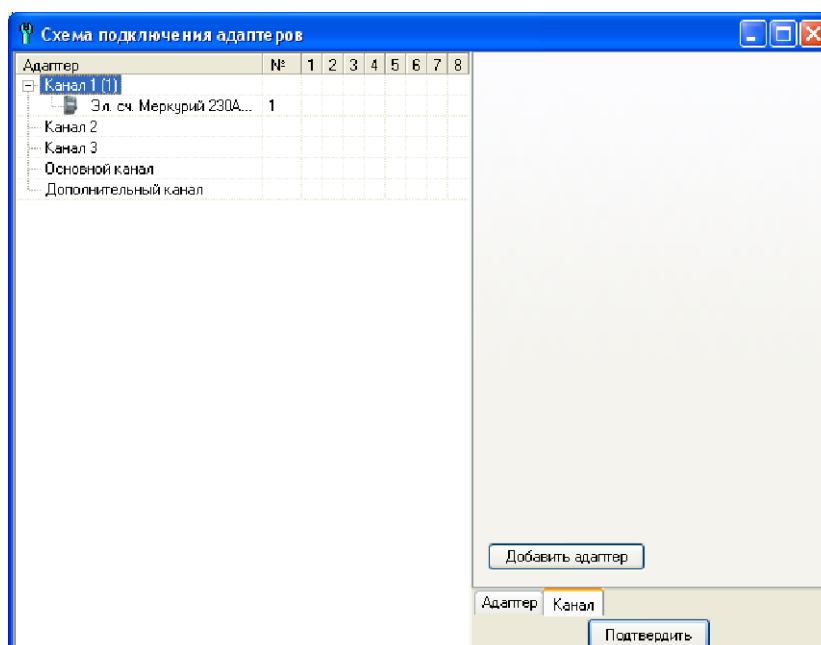 Схема подключения адаптеров
Адаптер № 1 2 3 4 5 6 7 8
Канал 1 (1)
Эл. сч. Меркурий 230А... 1
Канал 2
Канал 3
Основной канал
Дополнительный канал
Добавить адаптер
Адаптер Канал
Подтвердить